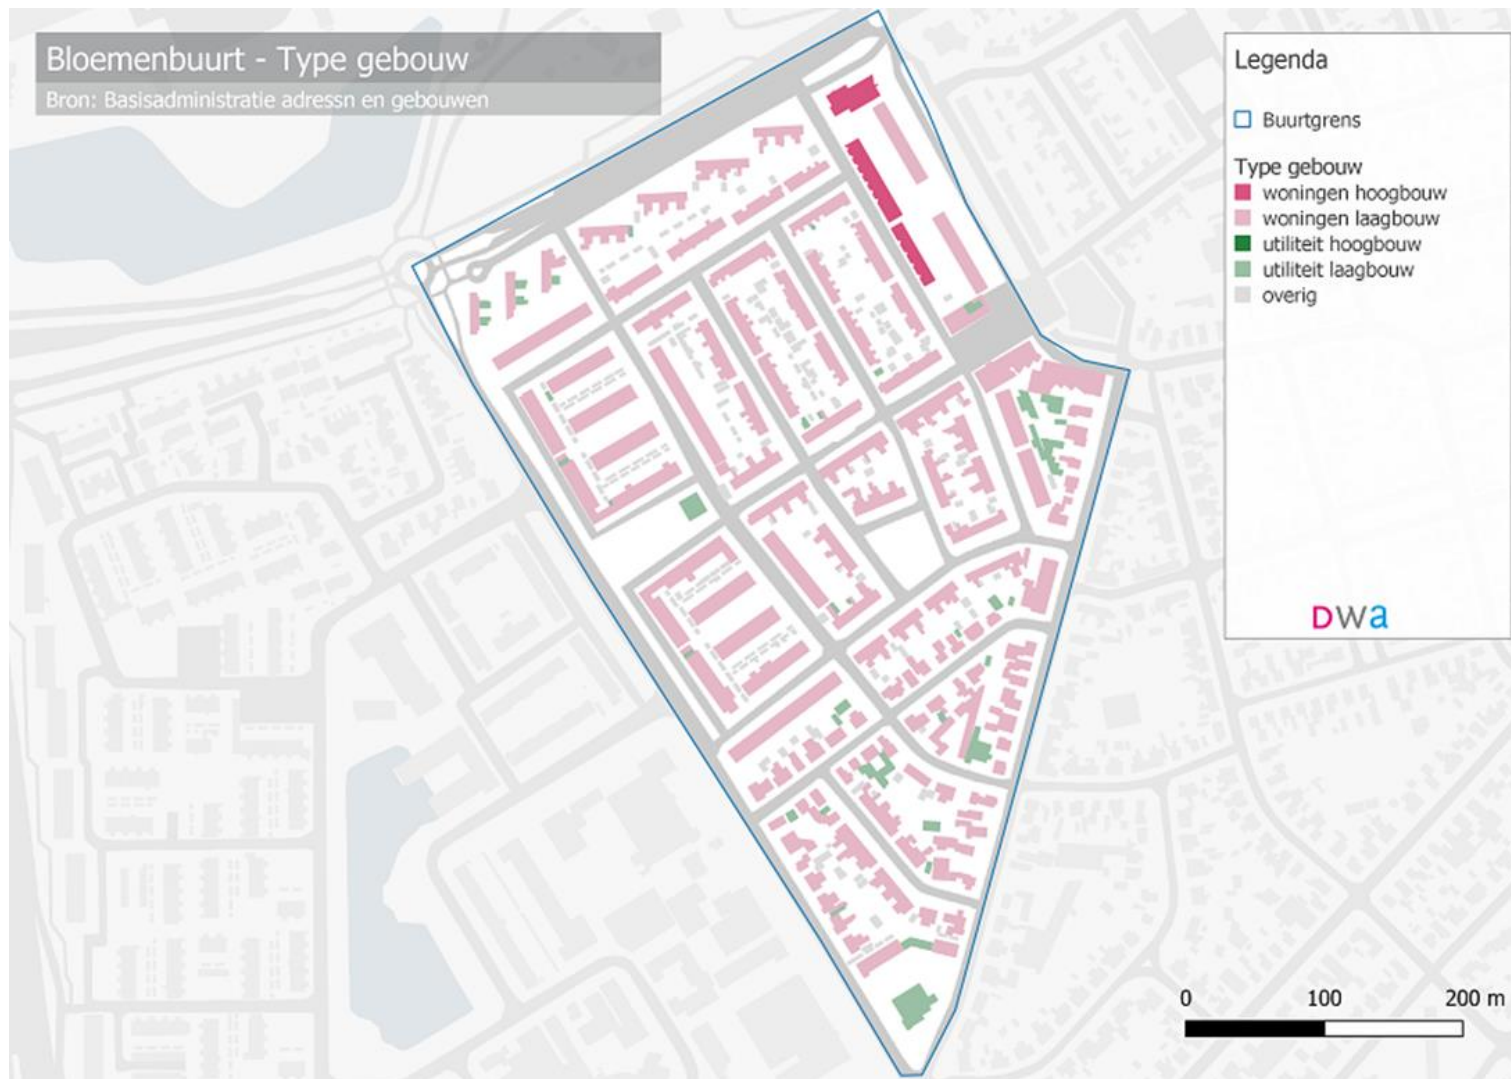 Bloemenbuurt - Type gebouw
Bron: Basisadministratie adressn en gebouwen
Legenda
Buurtgrens
Type gebouw
woningen hoogbouw
woningen laagbouw
utiliteit hoogbouw
utiliteit laagbouw
overig
DWa
0 100 200 m